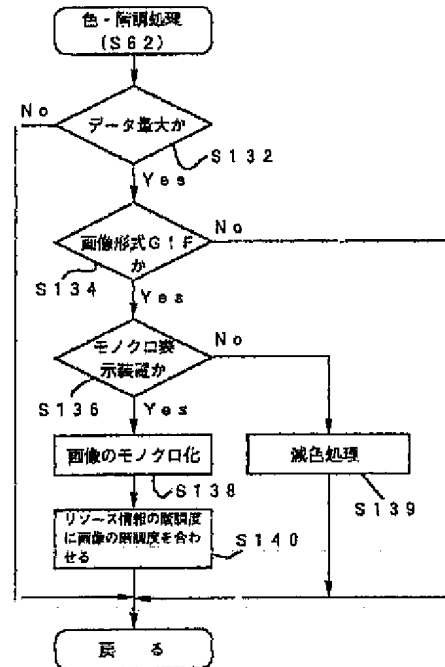 色・階調処理
(S62)
No
データ量大か
S132
Yes
画像形式GIF
か
No
S134
Yes
モノクロ表
示装置か
No
S136
Yes
画像のモノクロ化
減色処理
S138
S139
リソース情報の階調度
に画像の階調度を合わ
せる
S140
戻る